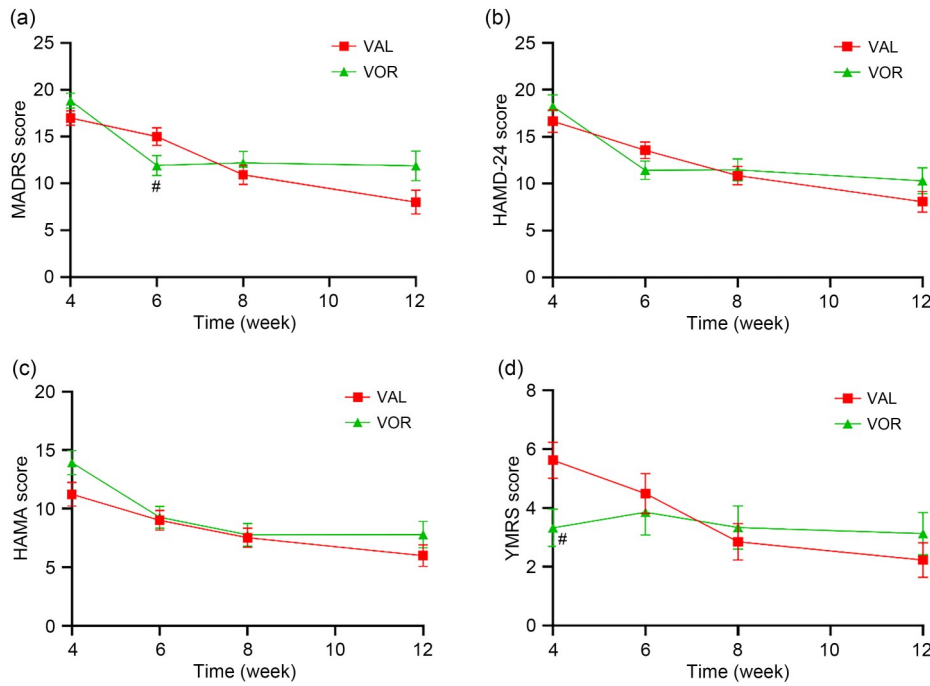 (a)
VAL
VOR
25
20
15
10
5
0
MADRS score
#
4 6 8 10 12
Time (week)
(b)
VAL
VOR
25
20
15
10
5
0
HAMD-24 score
4 6 8 10 12
Time (week)
(c)
VAL
VOR
20
15
10
5
0
HAMA score
4 6 8 10 12
Time (week)
(d)
VAL
VOR
8
6
4
2
0
YMRS score
#
4 6 8 10 12
Time (week)